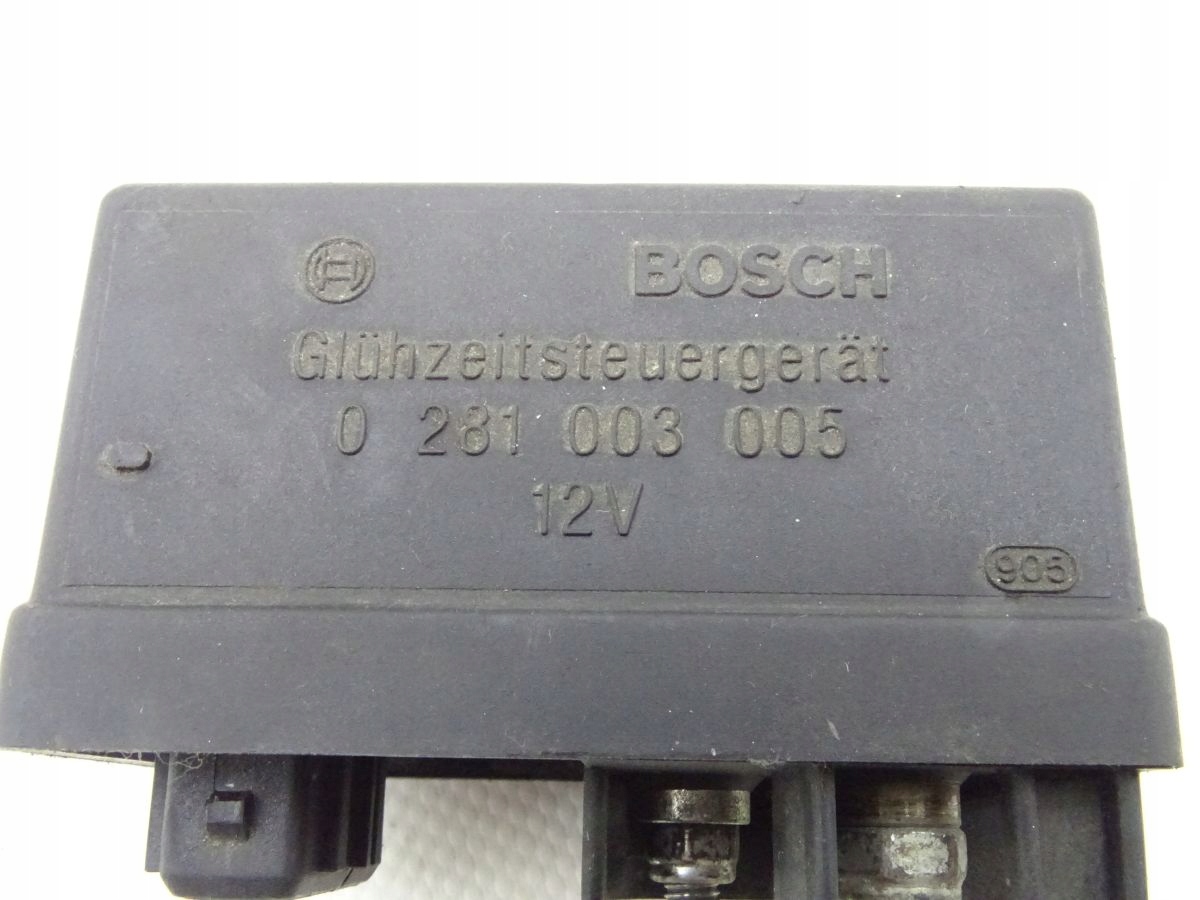 BOSCH
Glühzeitsteuergerät
0 281 003 005
12V
905